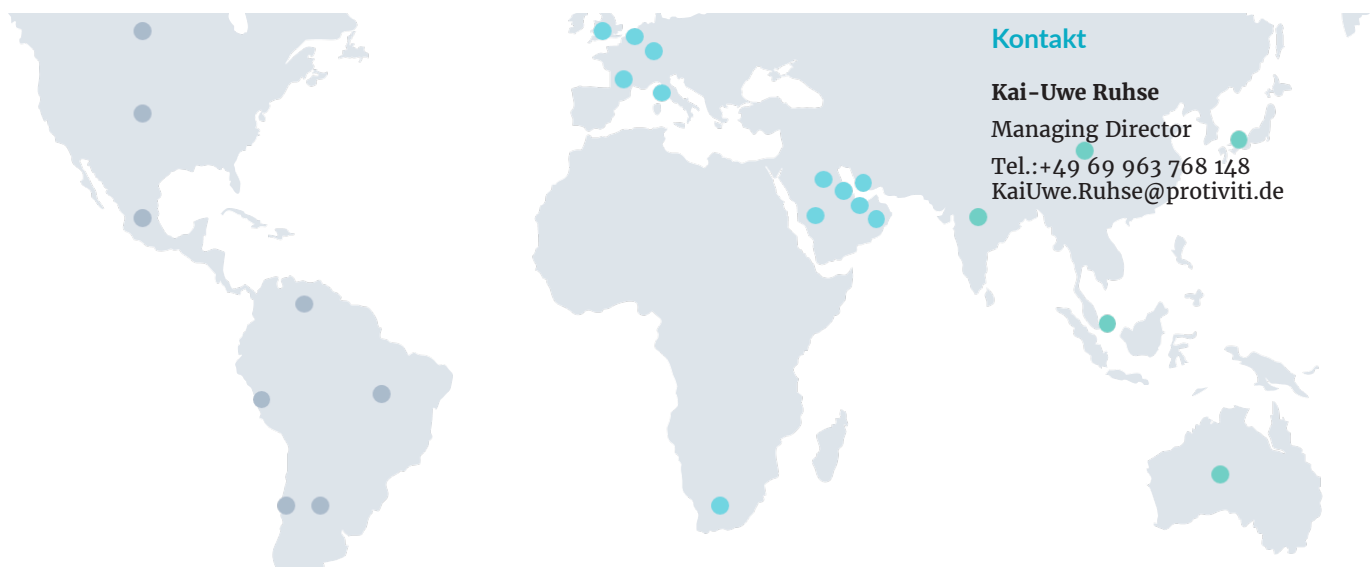 Kontakt
Kai-Uwe Ruhse
Managing Director
Tel.:+49 69 963 768 148
KaiUwe.Ruhse@protiviti.de